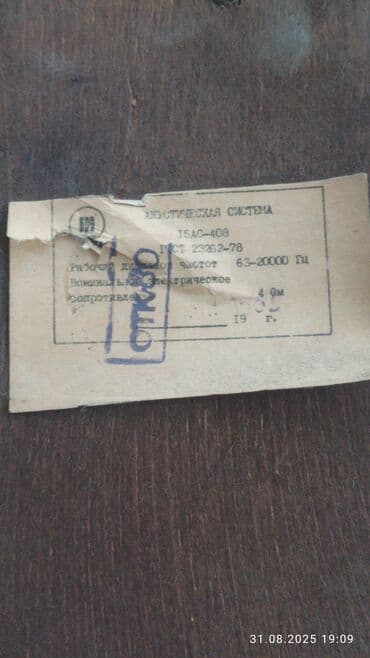 АКУСТИЧЕСКАЯ СИСТЕМА
15АС-408
ГОСТ 23262-78
Рабочий диапазон частот 63-20000 Гц
Номинальное электрическое
сопротивление 4 Ом
19 г.
ОТК-30
31.08.2025 19:09